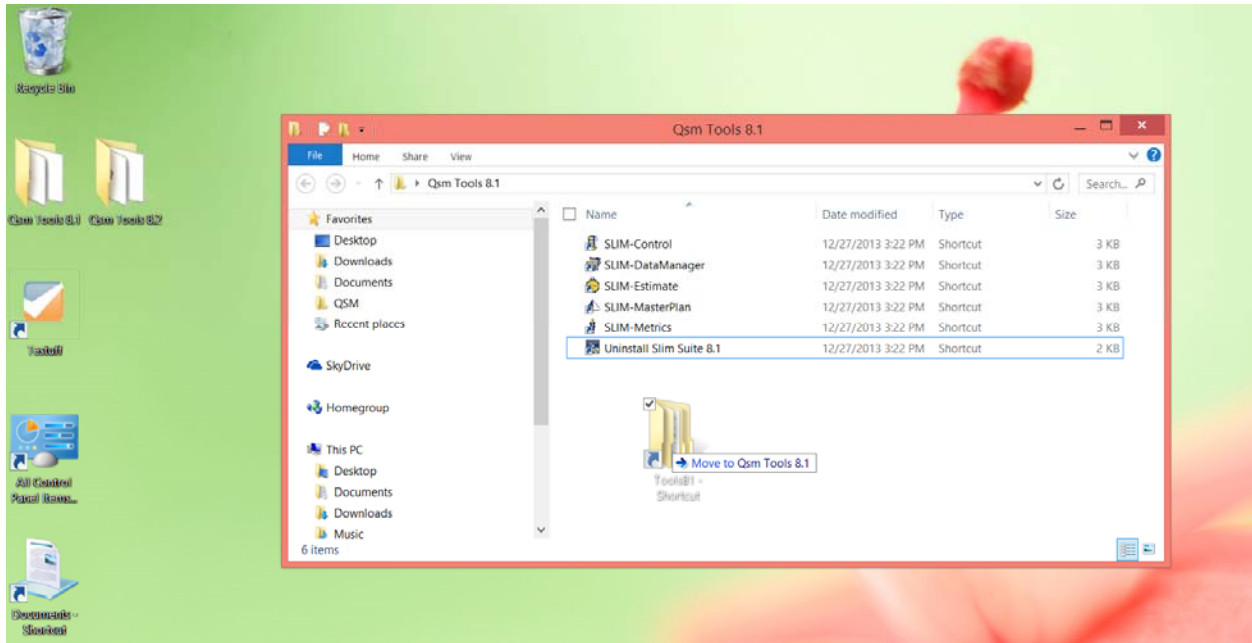 Recycle Bin
Qsm Tools 8.1 Qsm Tools 8.2
All Control
Panel Items...
Documents -
Shortcut
Qsm Tools 8.1
File Home Share View
Qsm Tools 8.1
Search...
Favorites
Desktop
Downloads
Documents
QSM
Recent places
SkyDrive
Homegroup
This PC
Desktop
Documents
Downloads
Music
6 items
Name Date modified Type Size
SLIM-Control 12/27/2013 3:22 PM Shortcut 3 KB
SLIM-DataManager 12/27/2013 3:22 PM Shortcut 3 KB
SLIM-Estimate 12/27/2013 3:22 PM Shortcut 3 KB
SLIM-MasterPlan 12/27/2013 3:22 PM Shortcut 3 KB
SLIM-Metrics 12/27/2013 3:22 PM Shortcut 3 KB
Uninstall Slim Suite 8.1 12/27/2013 3:22 PM Shortcut 2 KB
Move to Qsm Tools 8.1
Tools81 -
Shortcut